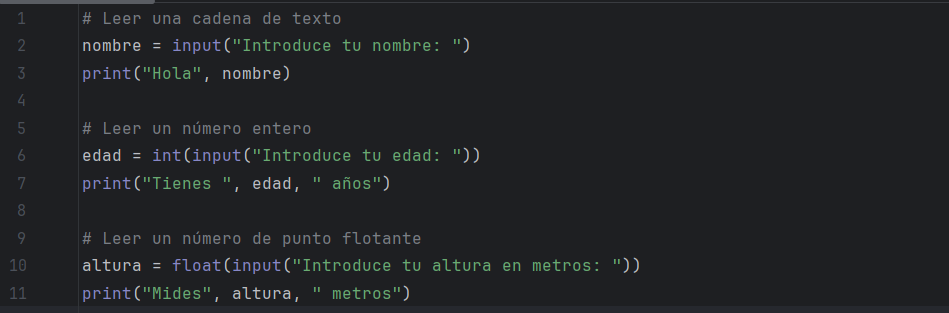 1 # Leer una cadena de texto
2 nombre = input("Introduce tu nombre: ")
3 print("Hola", nombre)
4
5 # Leer un número entero
6 edad = int(input("Introduce tu edad: "))
7 print("Tienes ", edad, " años")
8
9 # Leer un número de punto flotante
10 altura = float(input("Introduce tu altura en metros: "))
11 print("Mides", altura, " metros")